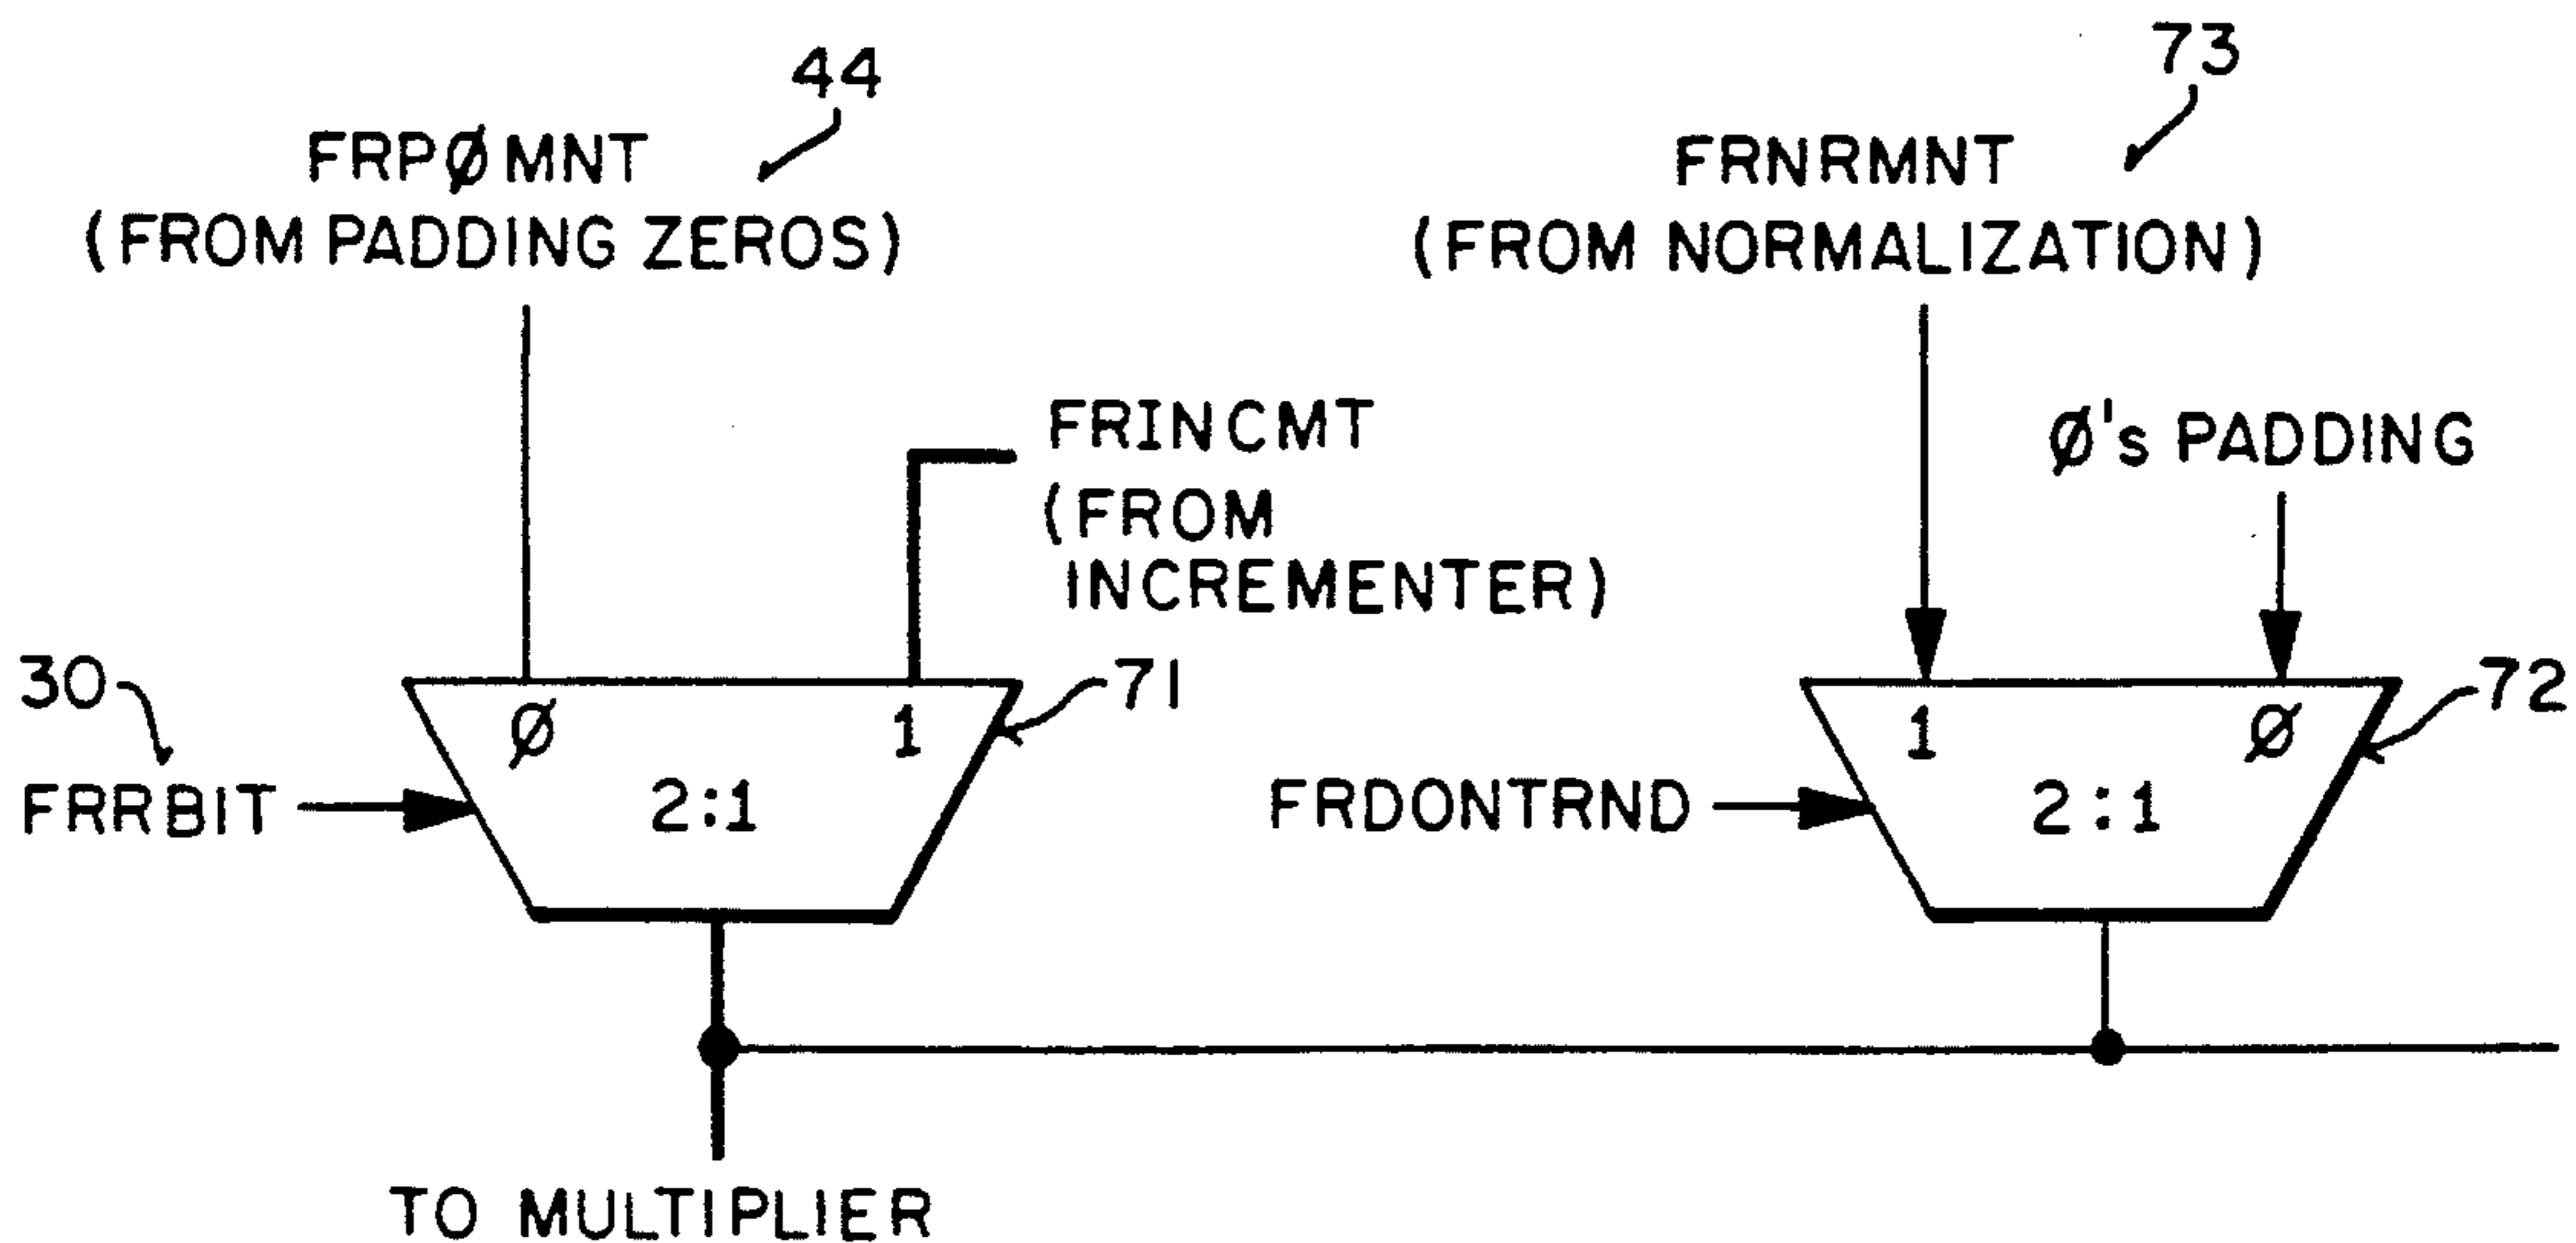 44
73
FRPØMNT
(FROM PADDING ZEROS)
FRNRMNT
(FROM NORMALIZATION)
FRINCMT
(FROM
INCREMENTER)
Ø's PADDING
30
71
72
Ø 1
1 Ø
FRRBIT
2:1
FRDONTRND
2:1
TO MULTIPLIER